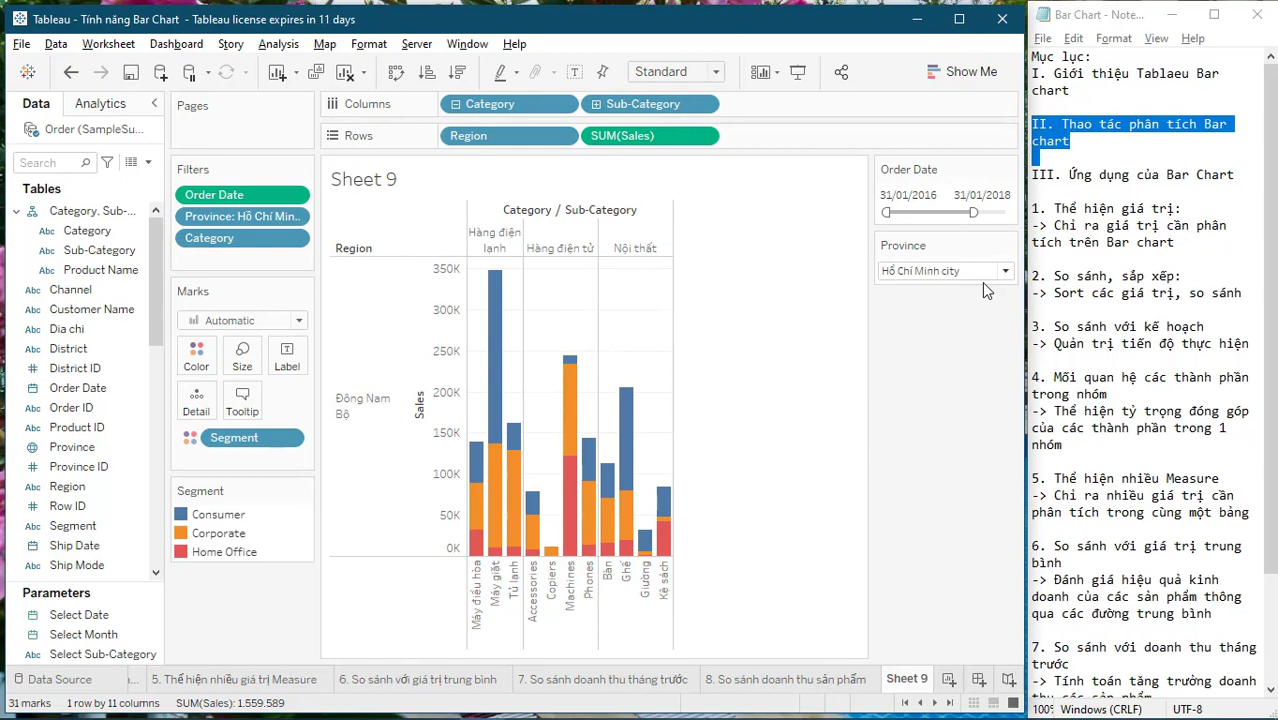 Tableau - Tính năng Bar Chart - Tableau license expires in 11 days
File Data Worksheet Dashboard Story Analysis Map Format Server Window Help
Standard
Show Me
Data Analytics
Order (SampleSu...
Search
Tables
Category, Sub-...
Abc Category
Abc Sub-Category
Abc Product Name
Abc Channel
Abc Customer Name
Abc Dia chi
Abc District
District ID
Order Date
Abc Order ID
Abc Product ID
Province
Province ID
Abc Region
Row ID
Abc Segment
Ship Date
Abc Ship Mode
Parameters
Select Date
Select Month
Abc Select Sub-Category
Pages
Filters
Order Date
Province: Hồ Chí Min..
Category
Marks
Automatic
Color
Size
Label
Detail
Tooltip
Segment
Segment
Consumer
Corporate
Home Office
Columns
Category
Sub-Category
Rows
Region
SUM(Sales)
Sheet 9
Category / Sub-Category
Region
Hàng điện lạnh
Hàng điện tử
Nội thất
350K
300K
250K
200K
150K
100K
50K
0K
Sales
Đông Nam
Bộ
Máy điều hòa
Máy giặt
Tủ lạnh
Accessories
Copiers
Machines
Phones
Bàn
Ghế
Giường
Kệ sách
Order Date
31/01/2016 31/01/2018
Province
Hồ Chí Minh city
Data Source
...
5. Thể hiện nhiều giá trị Measure
6. So sánh với giá trị trung bình
7. So sánh doanh thu tháng trước
8. So sánh doanh thu sản phẩm
Sheet 9
31 marks 1 row by 11 columns SUM(Sales): 1.559.589
Bar Chart - Note...
File Edit Format View Help
Mục lục:
I. Giới thiệu Tablaeu Bar
chart
II. Thao tác phân tích Bar
chart
III. Ứng dụng của Bar Chart
1. Thể hiện giá trị:
-> Chỉ ra giá trị cần phân
tích trên Bar chart
2. So sánh, sắp xếp:
-> Sort các giá trị, so sánh
3. So sánh với kế hoạch
-> Quản trị tiến độ thực hiện
4. Mối quan hệ các thành phần
trong nhóm
-> Thể hiện tỷ trọng đóng góp
của các thành phần trong 1
nhóm
5. Thể hiện nhiều Measure
-> Chỉ ra nhiều giá trị cần
phân tích trong cùng một bảng
6. So sánh với giá trị trung
bình
-> Đánh giá hiệu quả kinh
doanh của các sản phẩm thông
qua các đường trung bình
7. So sánh với doanh thu tháng
trước
-> Tính toán tăng trưởng doanh
thu các sản phẩm
100% Windows (CRLF) UTF-8